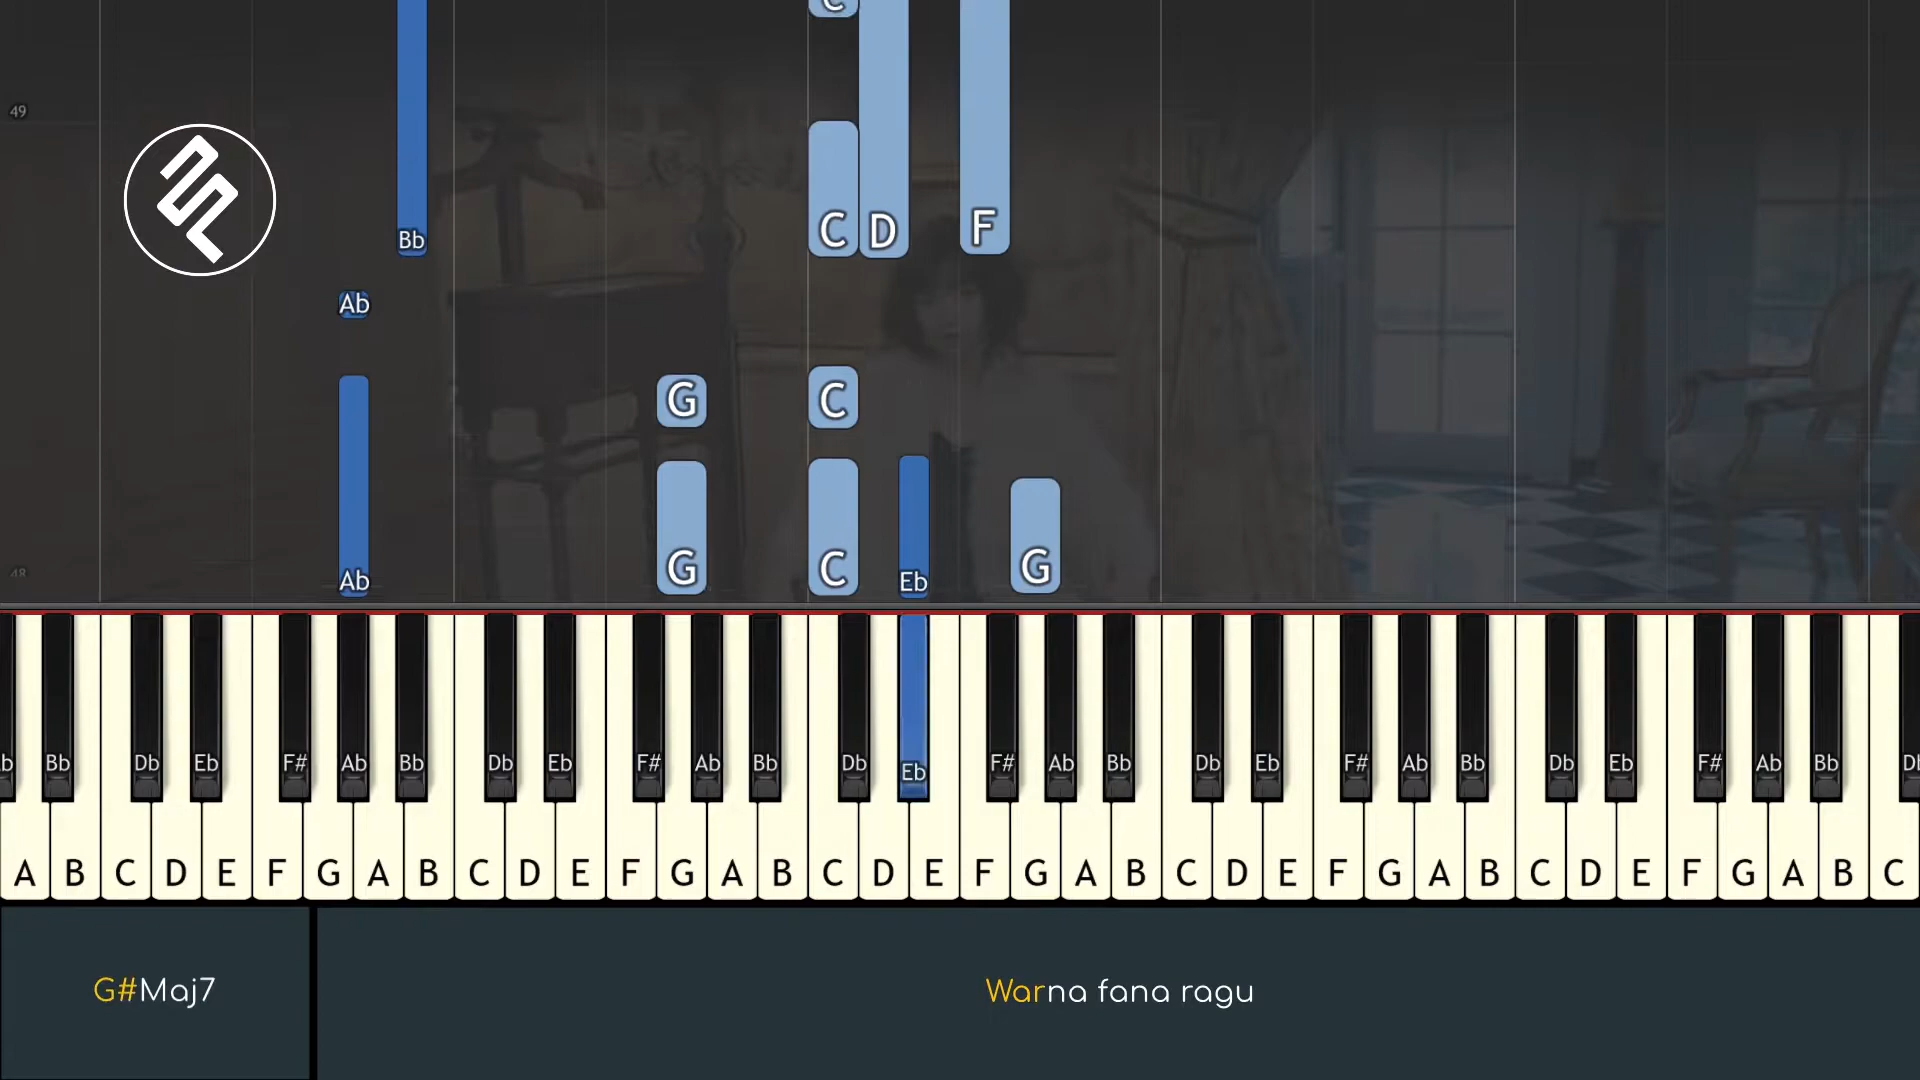 C
49
C D F
Bb
Ab
G C
G C G
Ab Eb
b Bb Db Eb F# Ab Bb Db Eb F# Ab Bb Db Eb F# Ab Bb Db Eb F# Ab Bb Db Eb F# Ab Bb D
A B C D E F G A B C D E F G A B C D E F G A B C D E F G A B C D E F G A B C
G#Maj7
Warna fana ragu